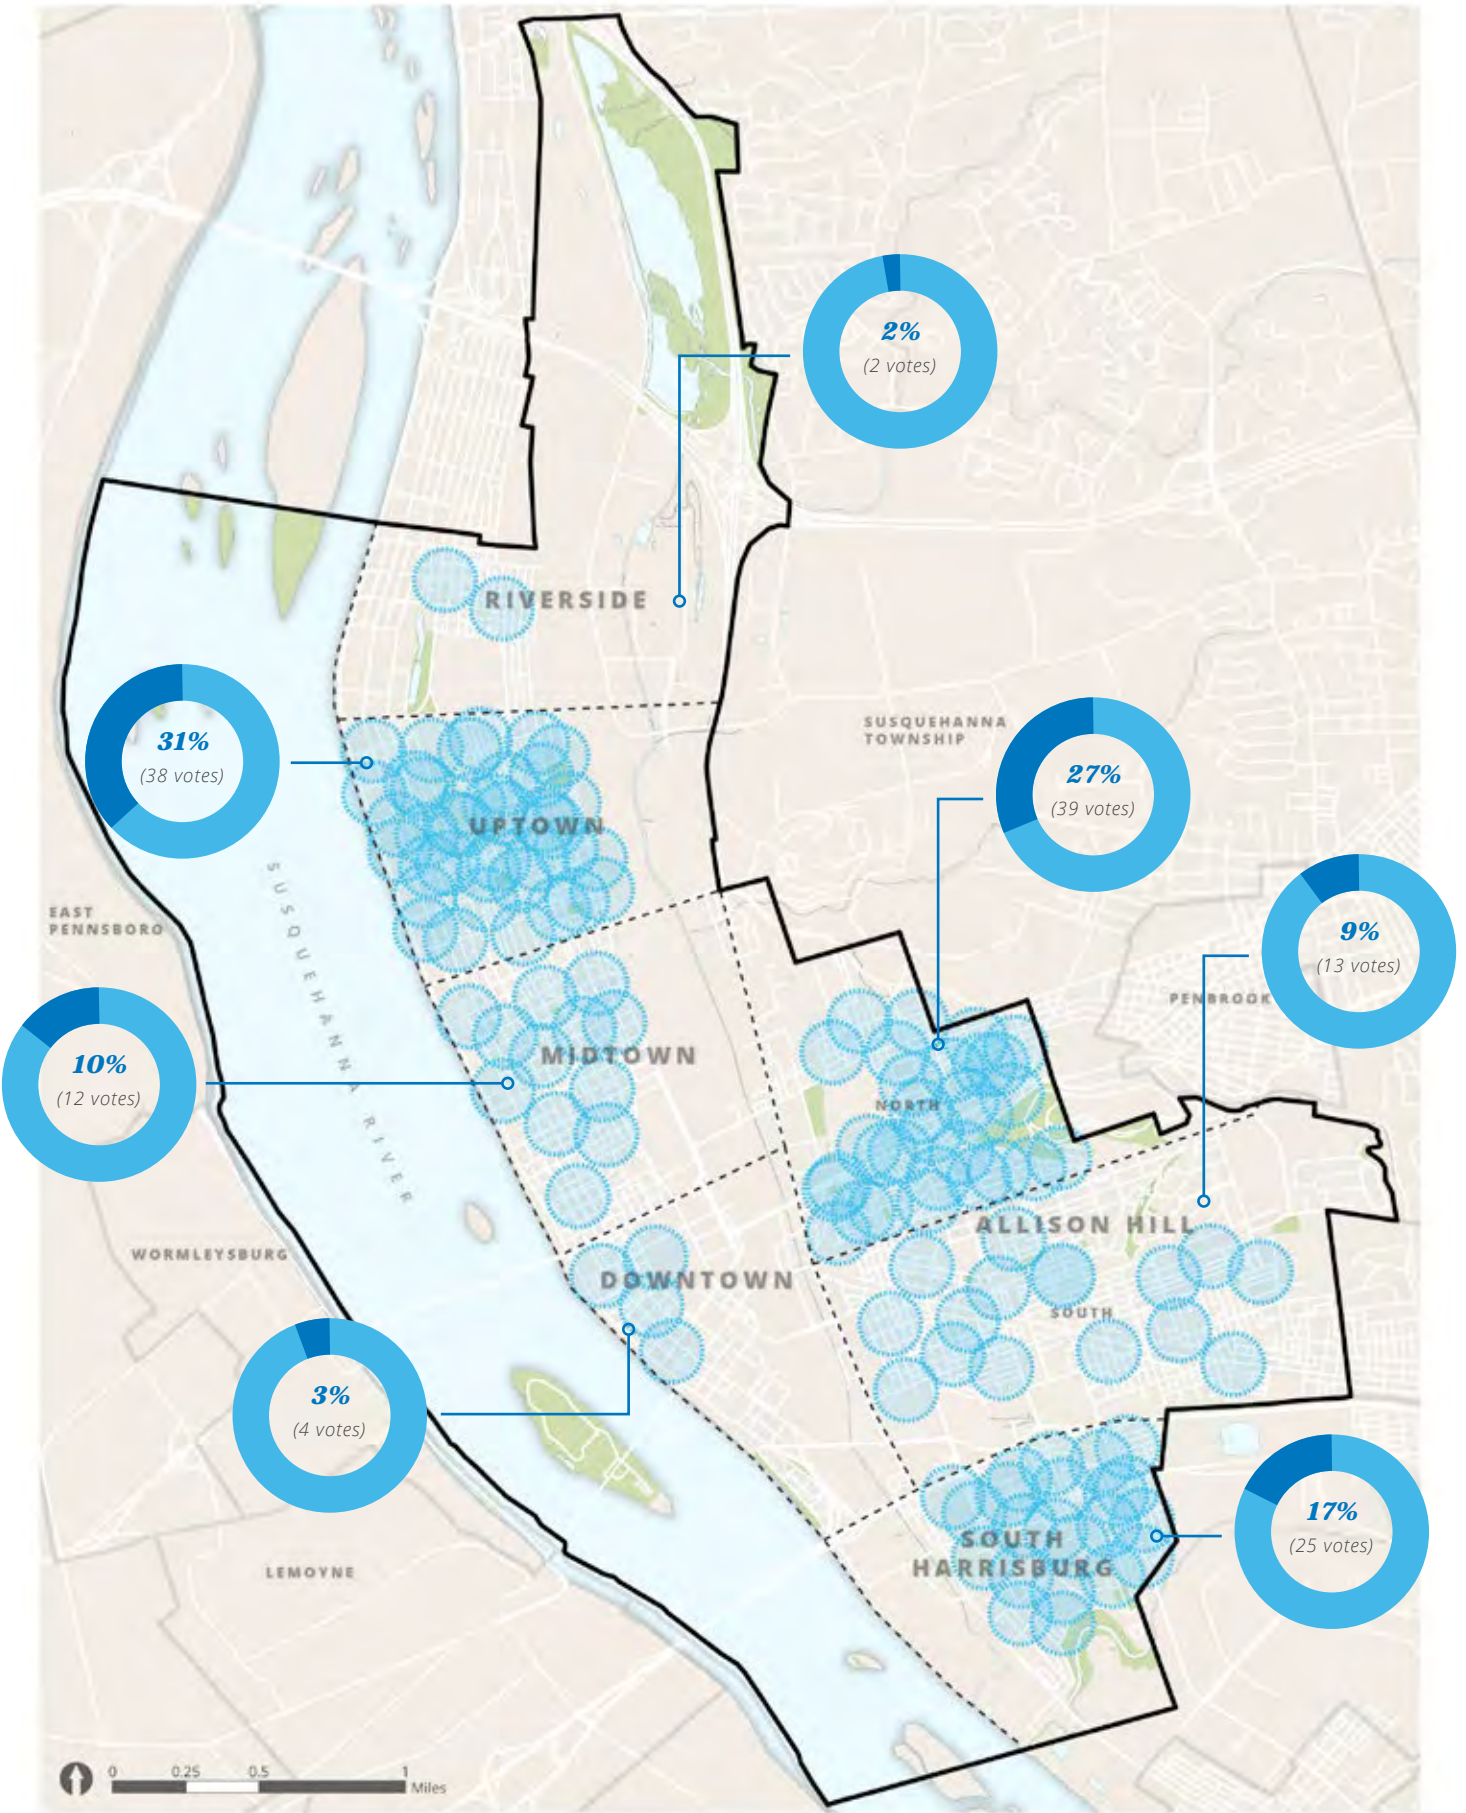 2%
(2 votes)
RIVERSIDE
31%
(38 votes)
SUSQUEHANNA
TOWNSHIP
27%
(39 votes)
UPTOWN
EAST
PENNSBORO
9%
(13 votes)
PENBROOK
SUSQUEHANNA RIVER
10%
(12 votes)
MIDTOWN
NORTH
ALLISON HILL
WORMLEYSBURG
DOWNTOWN
SOUTH
3%
(4 votes)
17%
(25 votes)
SOUTH
HARRISBURG
LEMOYNE
0 0.25 0.5 1
Miles